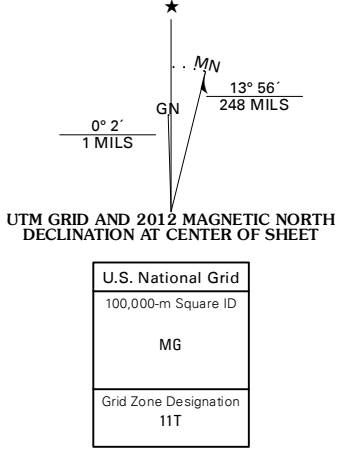 ★
MN
13° 56´
248 MILS
GN
0° 2´
1 MILS
UTM GRID AND 2012 MAGNETIC NORTH
DECLINATION AT CENTER OF SHEET
U.S. National Grid
100,000-m Square ID
MG
Grid Zone Designation
11T